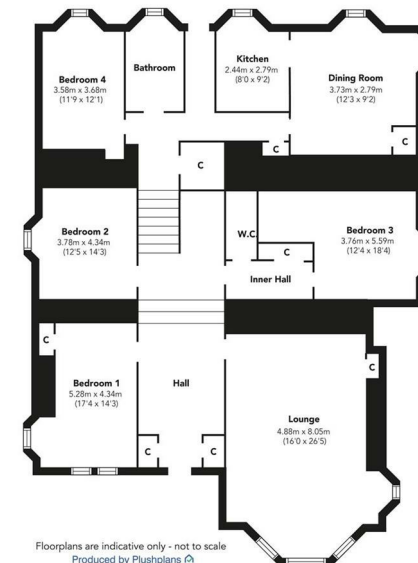 Bedroom 4
3.58m x 3.68m
(11'9 x 12'1)
Bathroom
Kitchen
2.44m x 2.79m
(8'0 x 9'2)
Dining Room
3.73m x 2.79m
(12'3 x 9'2)
C
C
C
Bedroom 2
3.78m x 4.34m
(12'5 x 14'3)
W.C.
Bedroom 3
3.76m x 5.59m
(12'4 x 18'4)
C
Inner Hall
C
Bedroom 1
5.28m x 4.34m
(17'4 x 14'3)
Hall
C
Lounge
4.88m x 8.05m
(16'0 x 26'5)
C
C
Floorplans are indicative only - not to scale
Produced by Plushplans